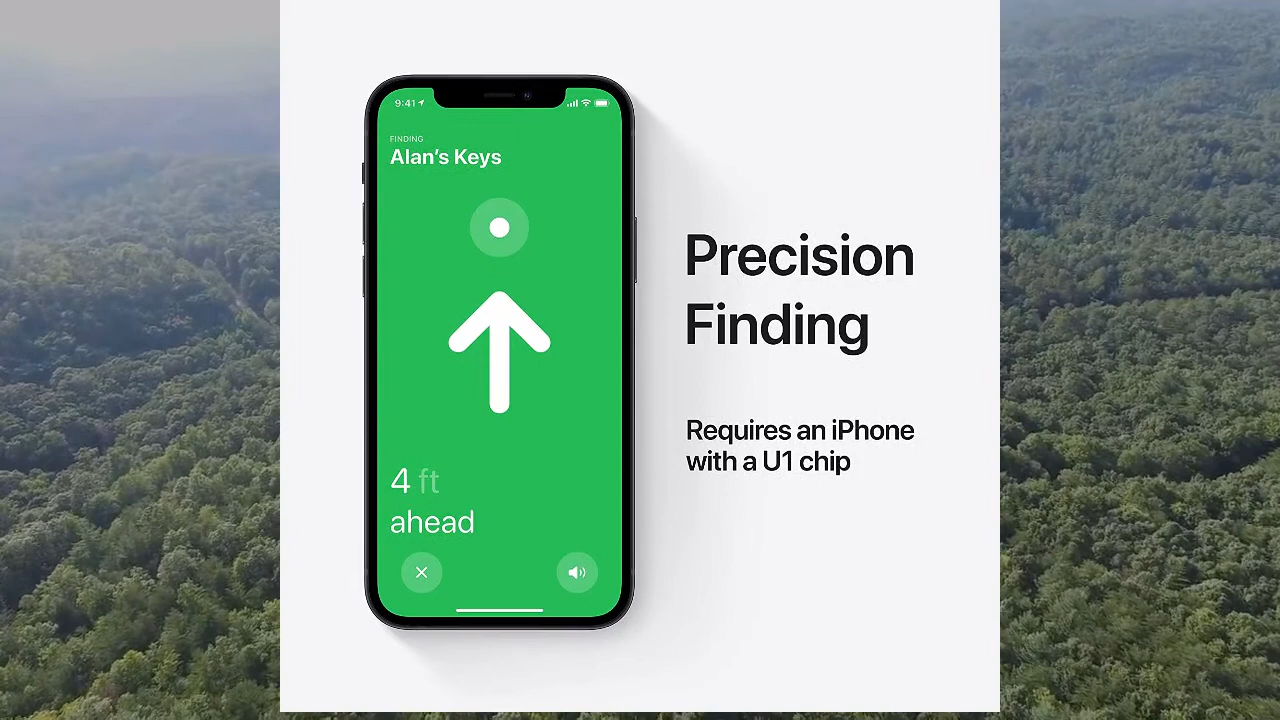 9:41
FINDING
Alan's Keys
4 ft
ahead
Precision
Finding
Requires an iPhone
with a U1 chip